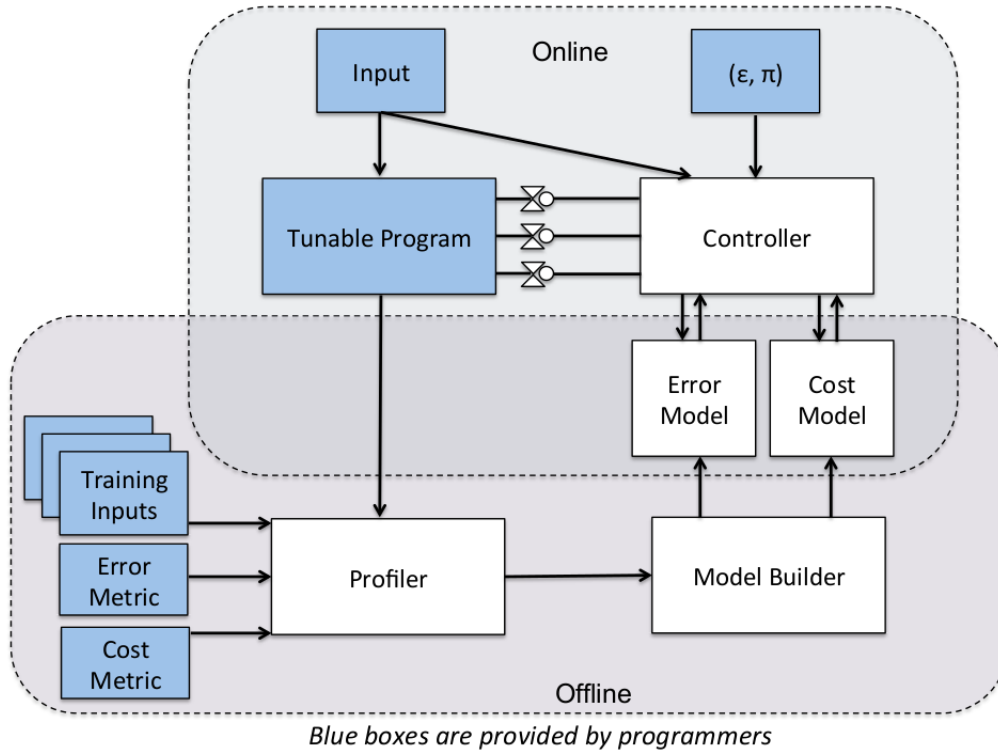 Online
Input
(ε, π)
Tunable Program
Controller
Error
Model
Cost
Model
Training
Inputs
Error
Metric
Cost
Metric
Profiler
Model Builder
Offline
Blue boxes are provided by programmers